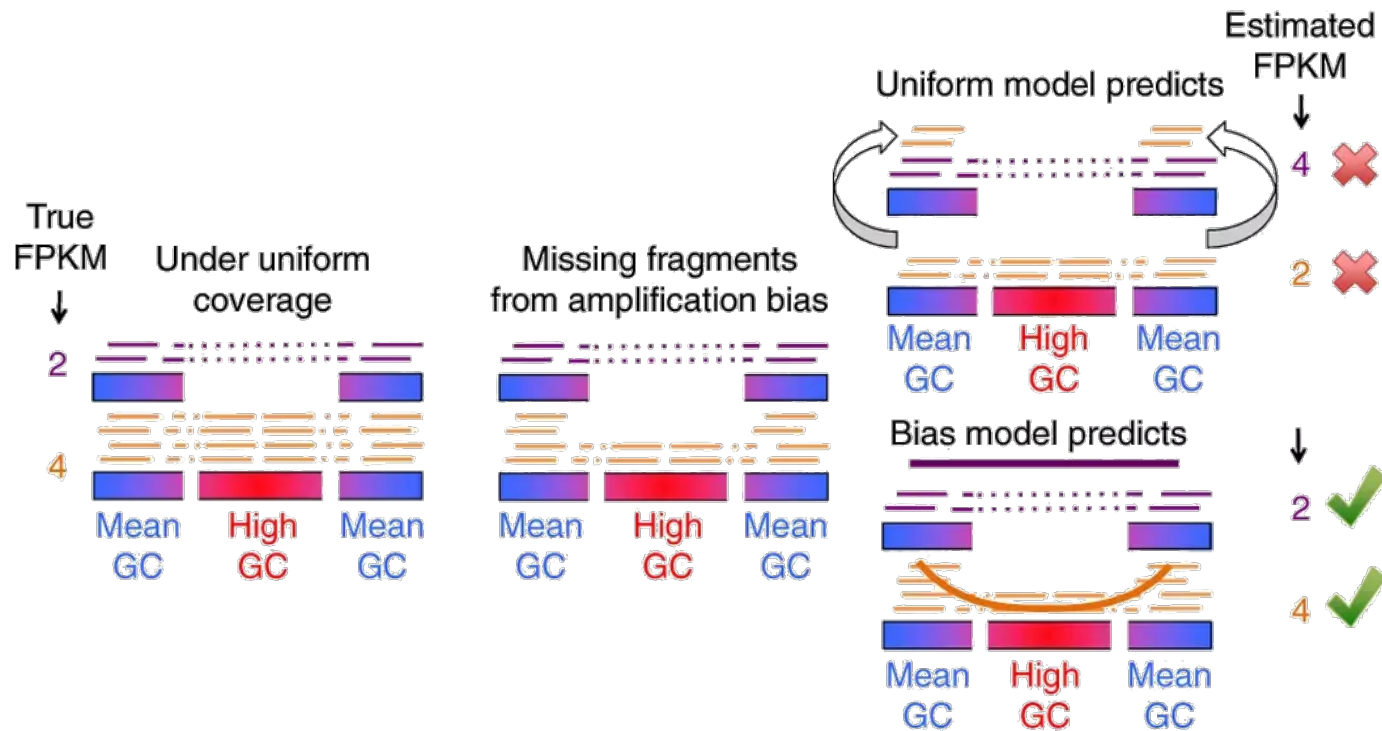 True
FPKM
2
4
Under uniform
coverage
Mean
GC
High
GC
Mean
GC
Missing fragments
from amplification bias
Mean
GC
High
GC
Mean
GC
Estimated
FPKM
Uniform model predicts
4
2
Mean
GC
High
GC
Mean
GC
Bias model predicts
2
4
Mean
GC
High
GC
Mean
GC